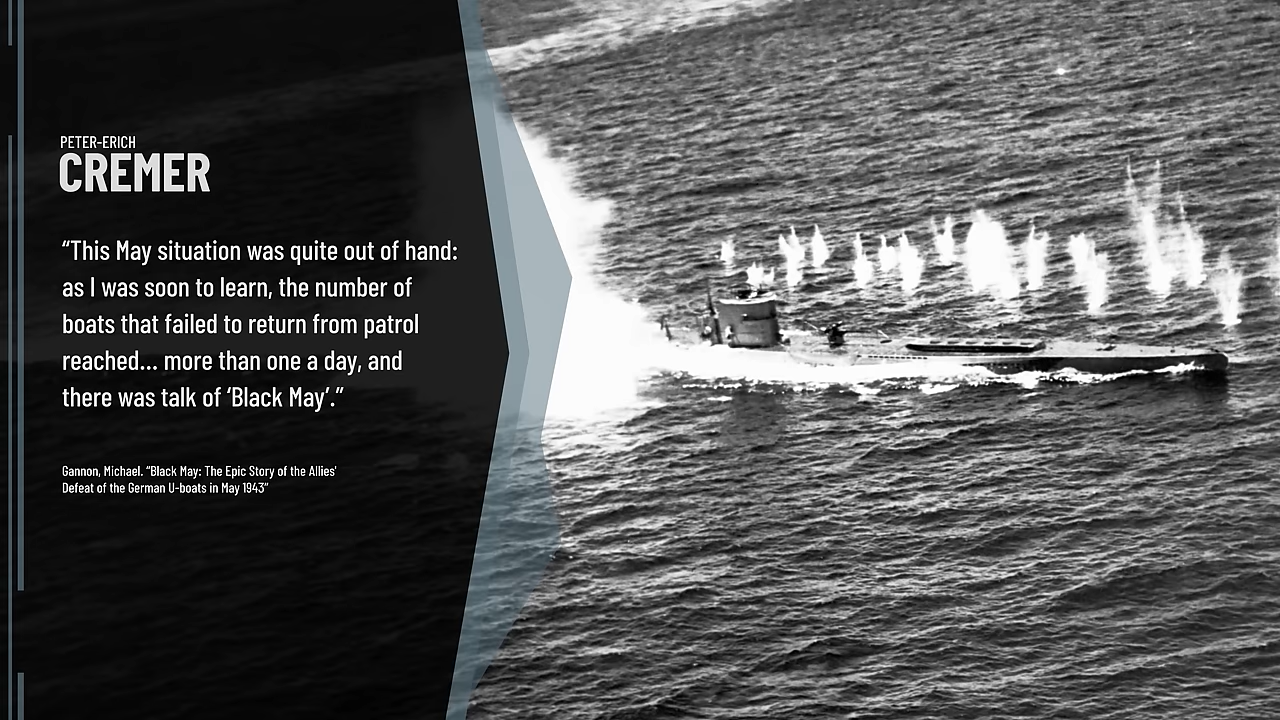 PETER-ERICH
CREMER
“This May situation was quite out of hand:
as I was soon to learn, the number of
boats that failed to return from patrol
reached... more than one a day, and
there was talk of ‘Black May’.”
Gannon, Michael. “Black May: The Epic Story of the Allies’
Defeat of the German U-boats in May 1943”